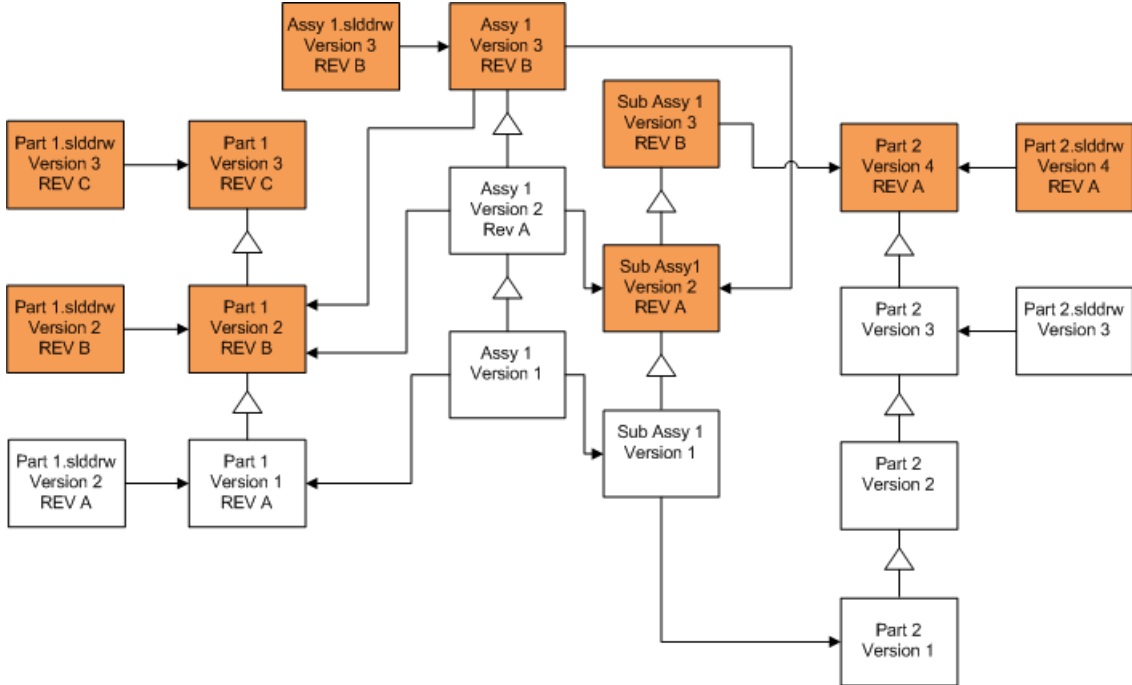 Assy 1.slddrw
Version 3
REV B
Assy 1
Version 3
REV B
Sub Assy 1
Version 3
REV B
Part 1.slddrw
Version 3
REV C
Part 1
Version 3
REV C
Part 2
Version 4
REV A
Part 2.slddrw
Version 4
REV A
Assy 1
Version 2
Rev A
Sub Assy1
Version 2
REV A
Part 1.slddrw
Version 2
REV B
Part 1
Version 2
REV B
Part 2
Version 3
Part 2.slddrw
Version 3
Assy 1
Version 1
Sub Assy 1
Version 1
Part 1.slddrw
Version 2
REV A
Part 1
Version 1
REV A
Part 2
Version 2
Part 2
Version 1